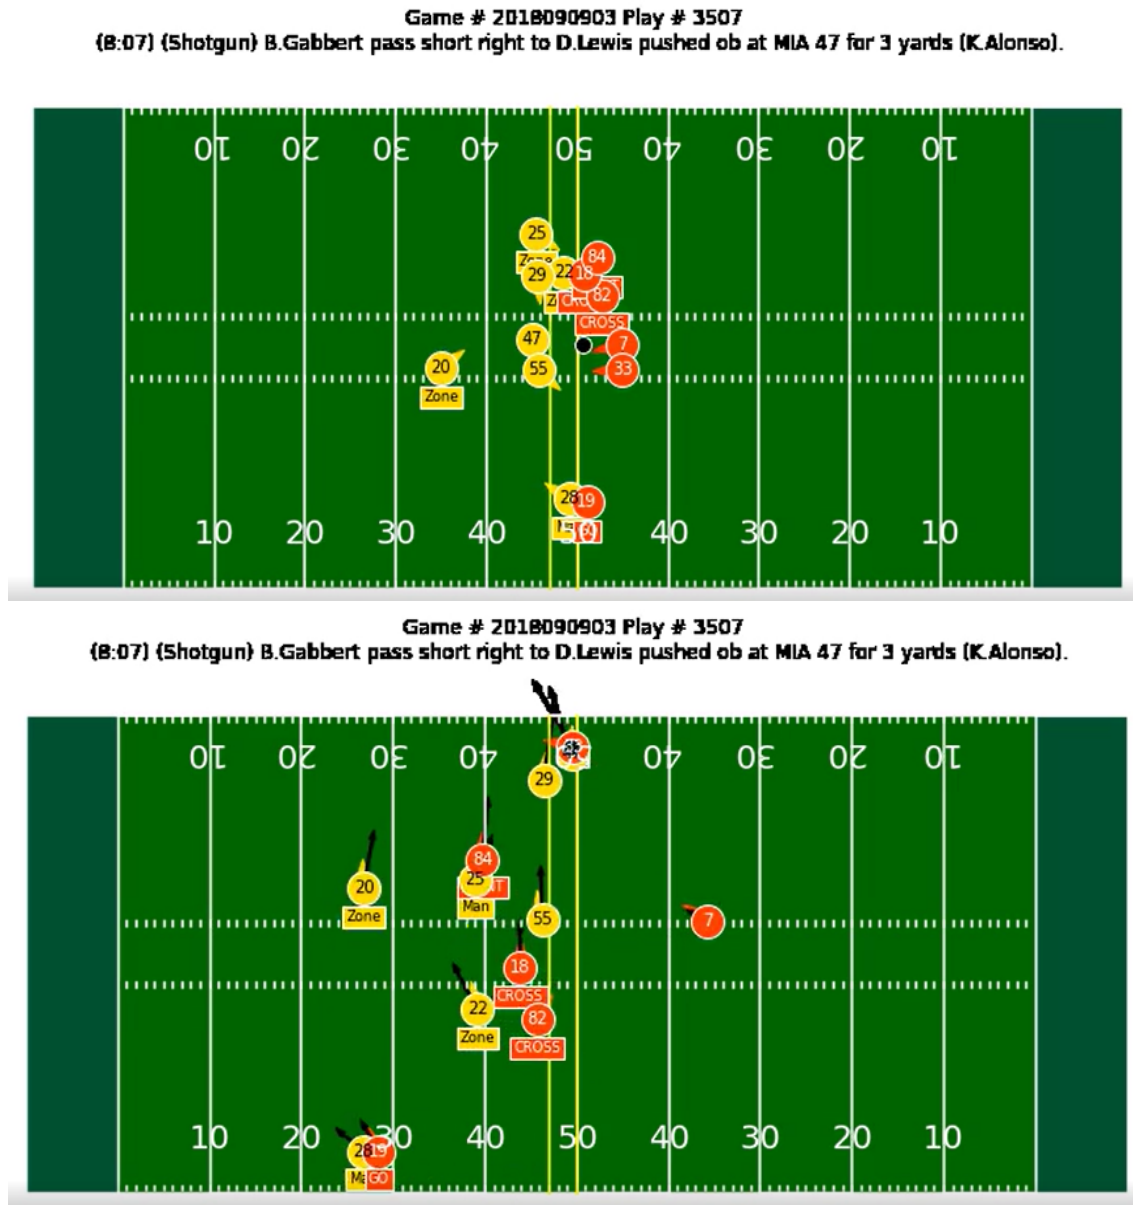 Game # 2018090903 Play # 3507
(8:07) (Shotgun) B.Gabbert pass short right to D.Lewis pushed ob at MIA 47 for 3 yards (K.Alonso).
10 20 30 40 50 40 30 20 10
25
84
Zone
29 22 18
CRO
82
CROSS
47
7
20
55
33
Zone
28 19
10 20 30 40 50 40 30 20 10
Game # 2018090903 Play # 3507
(8:07) (Shotgun) B.Gabbert pass short right to D.Lewis pushed ob at MIA 47 for 3 yards (K.Alonso).
10 20 30 40 40 30 20 10
29
84
25
20
Man
Zone
55
7
18
CROSS
22
82
Zone
CROSS
10 20 30 40 50 40 30 20 10
28 19
GO